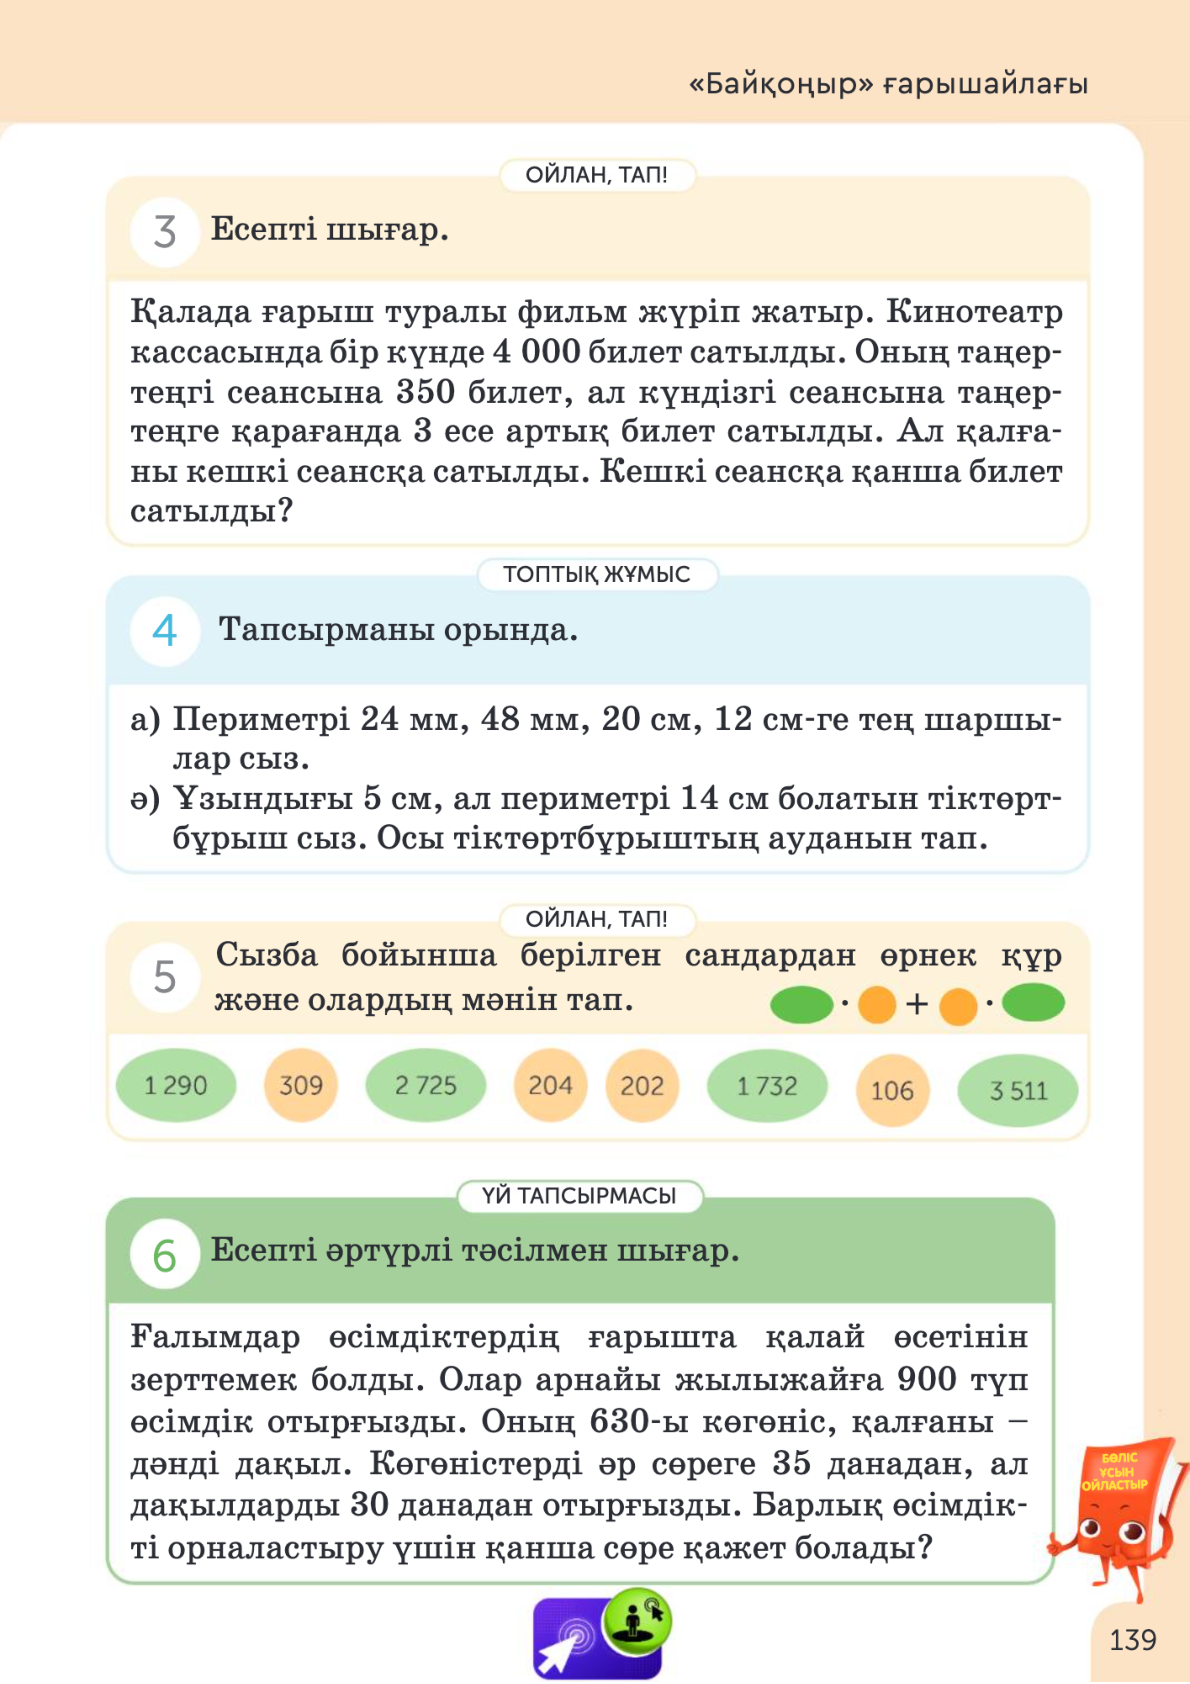 «Байқоңыр» ғарышайлағы
ОЙЛАН, ТАП!
3 Есепті шығар.
Қалада ғарыш туралы фильм жүріп жатыр. Кинотеатр
кассасында бір күнде 4 000 билет сатылды. Оның таңер-
теңгі сеансына 350 билет, ал күндізгі сеансына таңер-
теңге қарағанда 3 есе артық билет сатылды. Ал қалға-
ны кешкі сеансқа сатылды. Кешкі сеансқа қанша билет
сатылды?
ТОПТЫҚ ЖҰМЫС
4 Тапсырманы орында.
а) Периметрі 24 мм, 48 мм, 20 см, 12 см-ге тең шаршы-
лар сыз.
ә) Ұзындығы 5 см, ал периметрі 14 см болатын тіктөрт-
бұрыш сыз. Осы тіктөртбұрыштың ауданын тап.
ОЙЛАН, ТАП!
5 Сызба бойынша берілген сандардан өрнек құр
және олардың мәнін тап. · + ·
1 290 309 2 725 204 202 1 732 106 3 511
ҮЙ ТАПСЫРМАСЫ
6 Есепті әртүрлі тәсілмен шығар.
Ғалымдар өсімдіктердің ғарышта қалай өсетінін
зерттемек болды. Олар арнайы жылыжайға 900 түп
өсімдік отырғызды. Оның 630-ы көгөніс, қалғаны –
дәнді дақыл. Көгөністерді әр сөреге 35 данадан, ал
дақылдарды 30 данадан отырғызды. Барлық өсімдік-
ті орналастыру үшін қанша сөре қажет болады?
БӨЛІС
ҰСЫН
ОЙЛАСТЫР
139